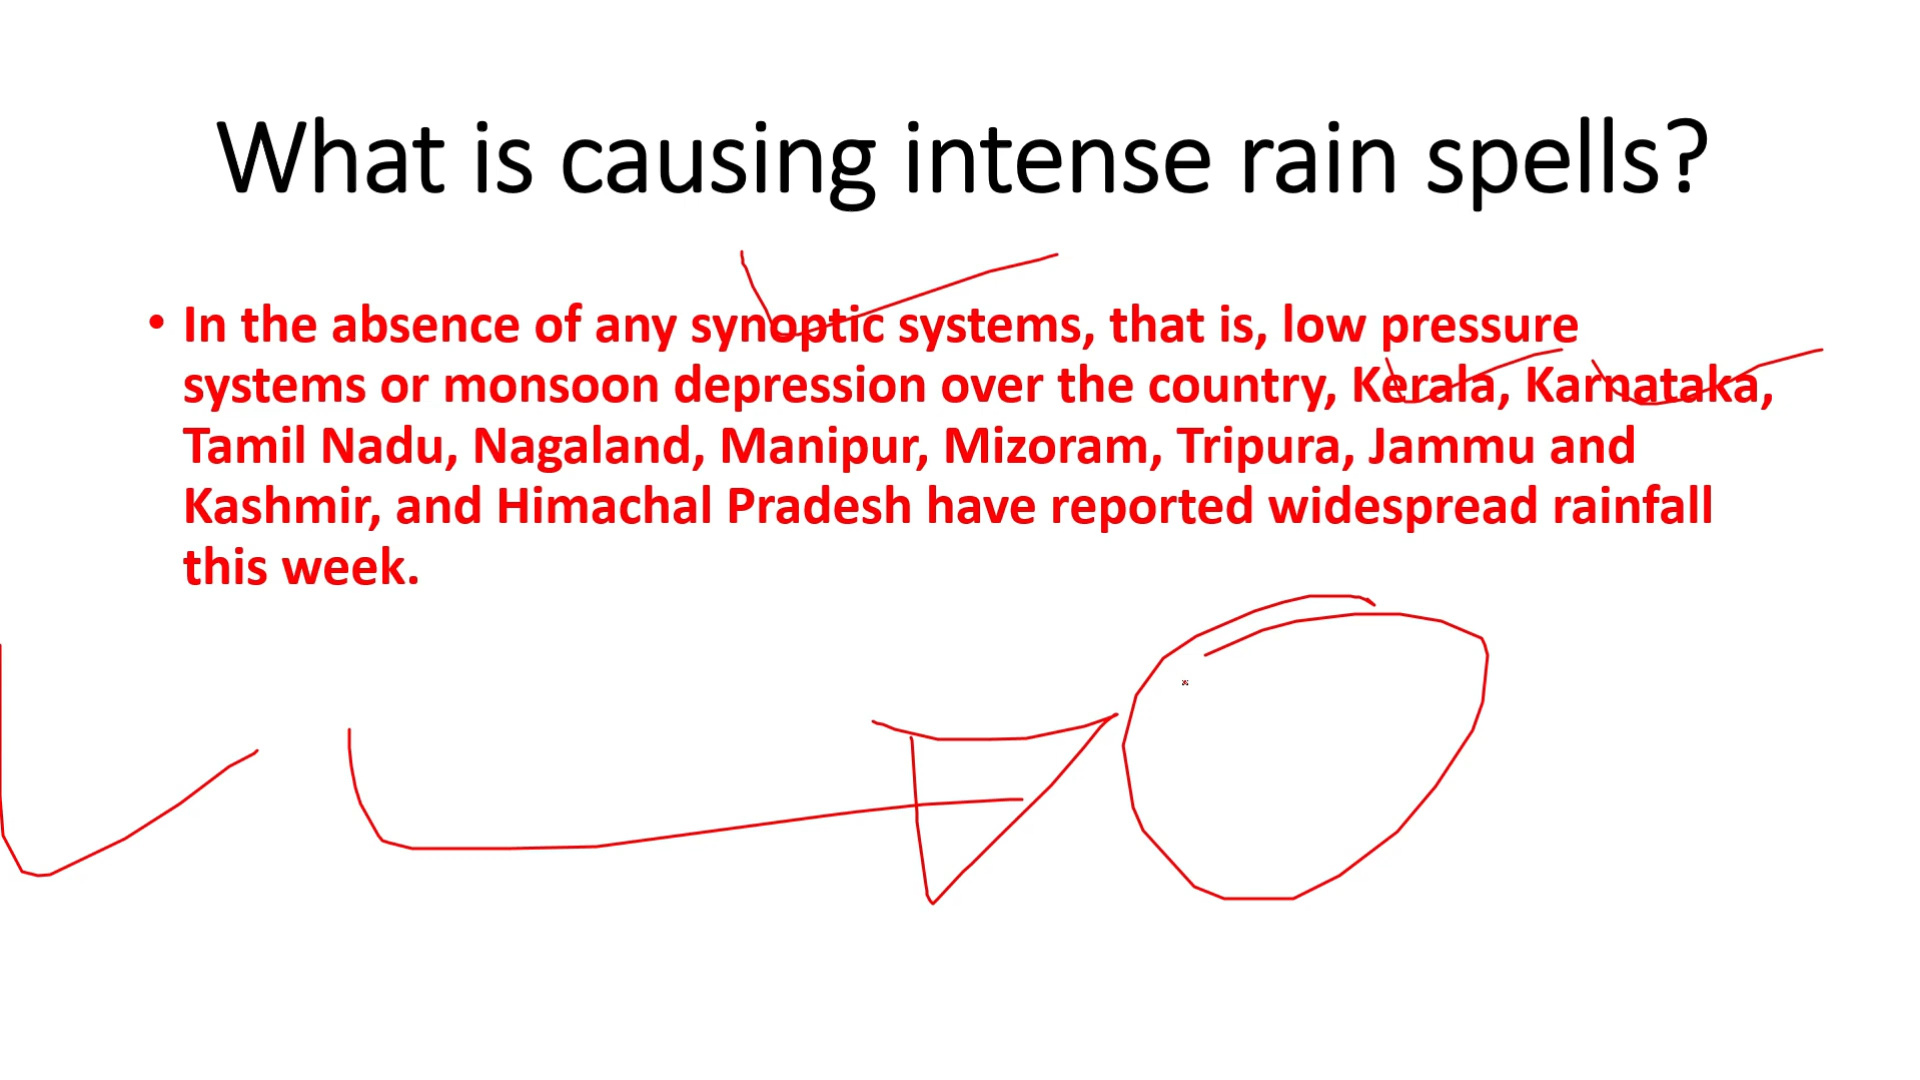 What is causing intense rain spells?
• In the absence of any synoptic systems, that is, low pressure
systems or monsoon depression over the country, Kerala, Karnataka,
Tamil Nadu, Nagaland, Manipur, Mizoram, Tripura, Jammu and
Kashmir, and Himachal Pradesh have reported widespread rainfall
this week.